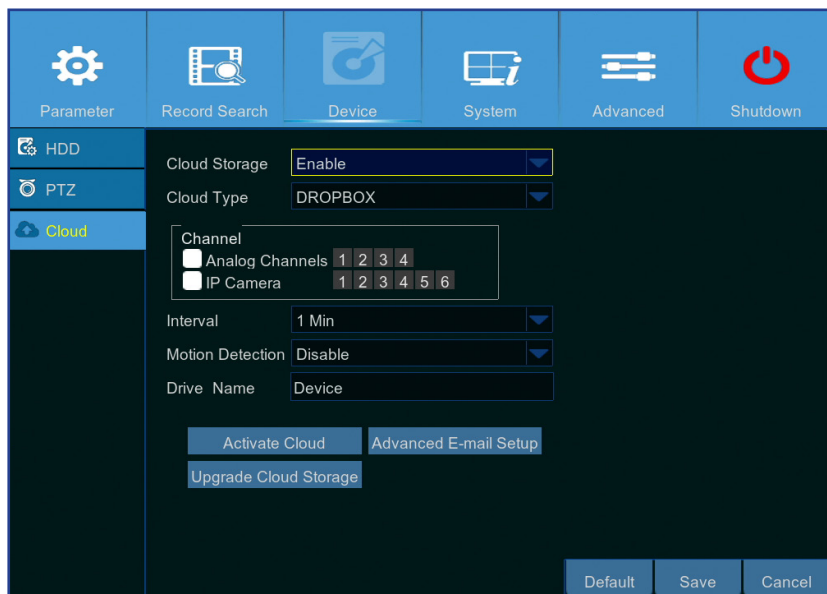 Parameter Record Search Device System Advanced Shutdown
HDD
PTZ
Cloud
Cloud Storage Enable
Cloud Type DROPBOX
Channel
Analog Channels 1 2 3 4
IP Camera 1 2 3 4 5 6
Interval 1 Min
Motion Detection Disable
Drive Name Device
Activate Cloud Advanced E-mail Setup
Upgrade Cloud Storage
Default Save Cancel